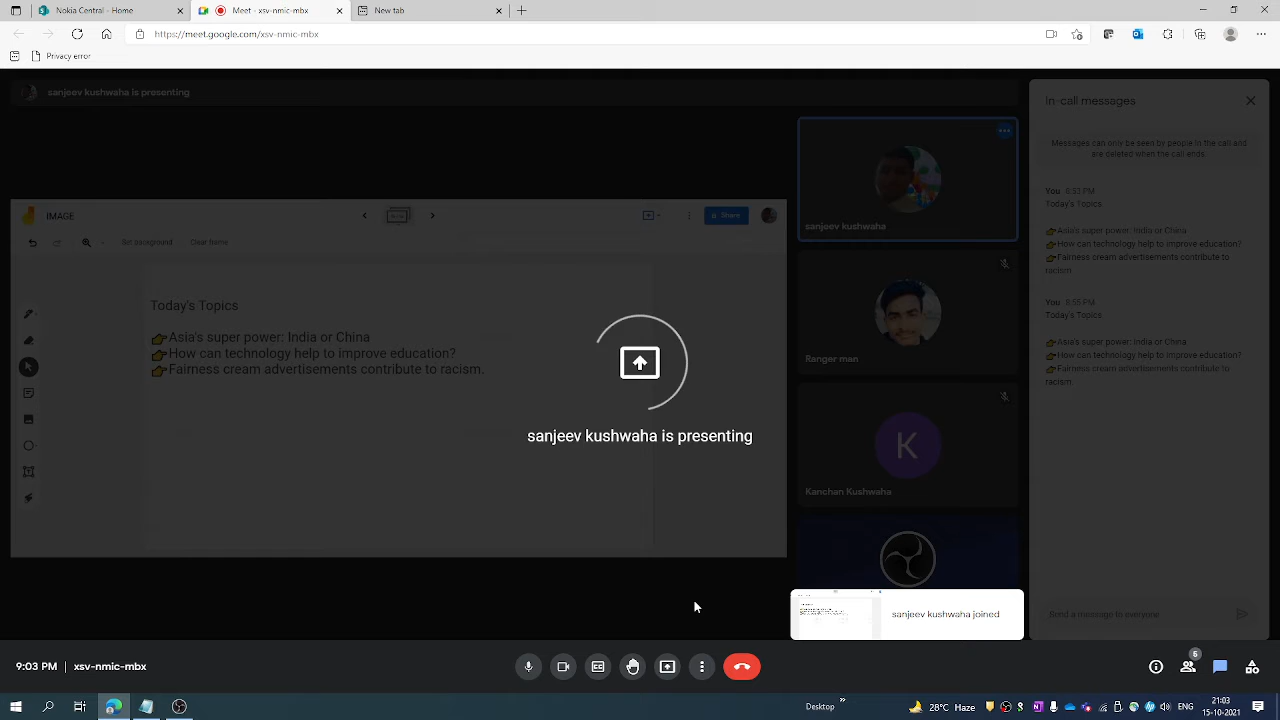 Nokia Central - Home
Meet - xsv-nmic-mbx
New tab
https://meet.google.com/xsv-nmic-mbx
Privacy error
sanjeev kushwaha is presenting
IMAGE
Share
Set background
Clear frame
Today's Topics
👉Asia's super power: India or China
👉How can technology help to improve education?
👉Fairness cream advertisements contribute to racism.
sanjeev kushwaha is presenting
sanjeev kushwaha
Ranger man
K
Kanchan Kushwaha
sanjeev kushwaha joined
In-call messages
Messages can only be seen by people in the call and
are deleted when the call ends.
You 8:33 PM
Today's Topics
👉Asia's super power: India or China
👉How can technology help to improve education?
👉Fairness cream advertisements contribute to
racism.
You 8:55 PM
Today's Topics
👉Asia's super power: India or China
👉How can technology help to improve education?
👉Fairness cream advertisements contribute to
racism.
Send a message to everyone
9:03 PM | xsv-nmic-mbx
6
Desktop
28°C Haze
21:03
15-10-2021